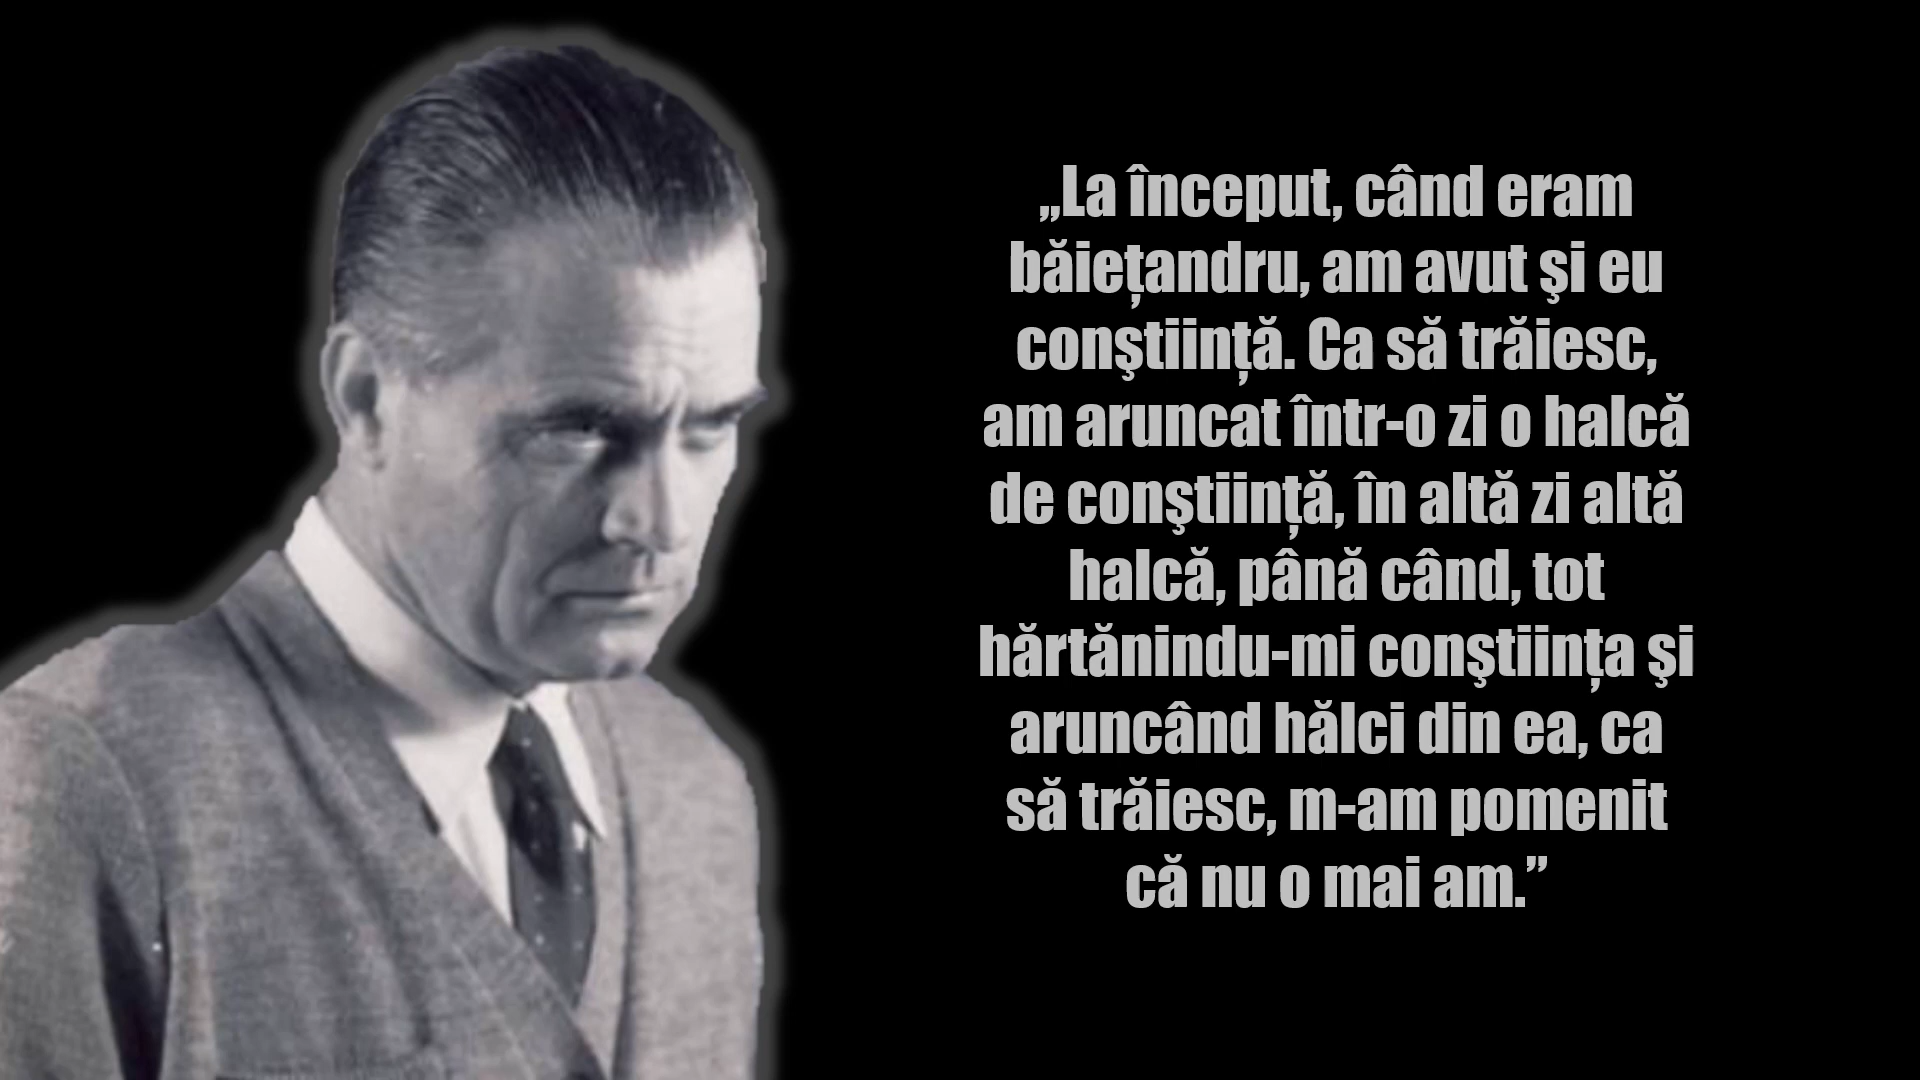 „La început, când eram
băiețandru, am avut şi eu
conştiință. Ca să trăiesc,
am aruncat într-o zi o halcă
de conştiință, în altă zi altă
halcă, până când, tot
hărtănindu-mi conştiința şi
aruncând hălci din ea, ca
să trăiesc, m-am pomenit
că nu o mai am.”